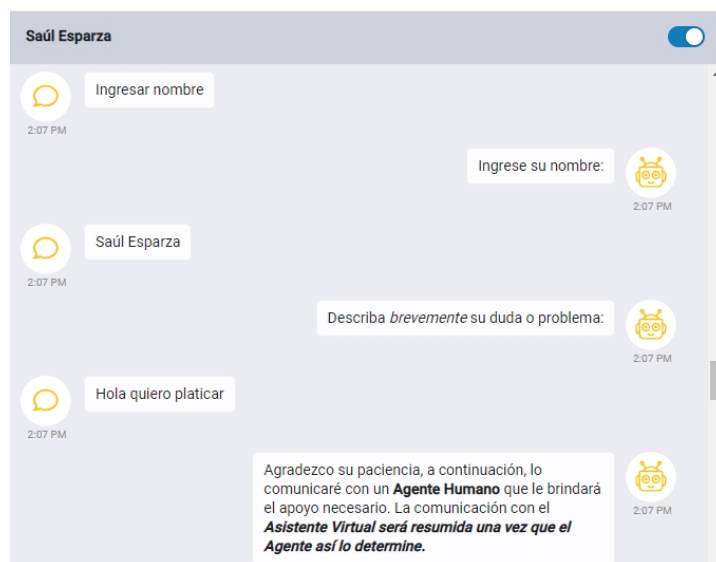 Saúl Esparza
Ingresar nombre
2:07 PM
Ingrese su nombre:
2:07 PM
Saúl Esparza
2:07 PM
Describa brevemente su duda o problema:
2:07 PM
Hola quiero platicar
2:07 PM
Agradezco su paciencia, a continuación, lo
comunicaré con un Agente Humano que le brindará
el apoyo necesario. La comunicación con el
Asistente Virtual será resumida una vez que el
Agente así lo determine.
2:07 PM